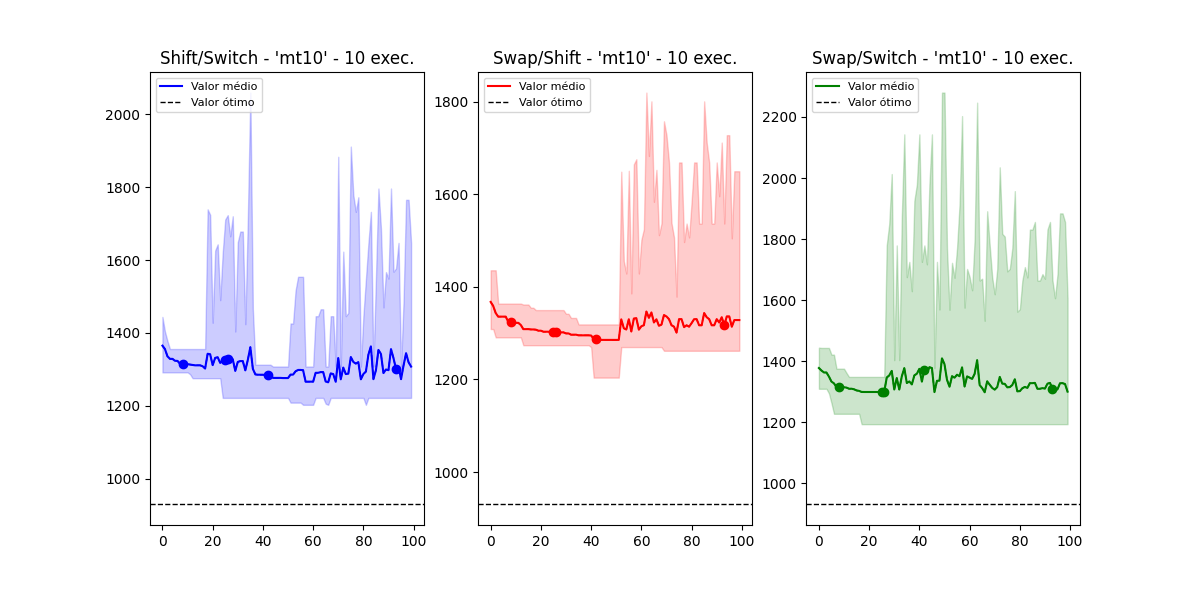 Shift/Switch - 'mt10' - 10 exec.
Valor médio
Valor ótimo
2000
1800
1600
1400
1200
1000
0 20 40 60 80 100
Swap/Shift - 'mt10' - 10 exec.
Valor médio
Valor ótimo
1800
1600
1400
1200
1000
0 20 40 60 80 100
Swap/Switch - 'mt10' - 10 exec.
Valor médio
Valor ótimo
2200
2000
1800
1600
1400
1200
1000
0 20 40 60 80 100